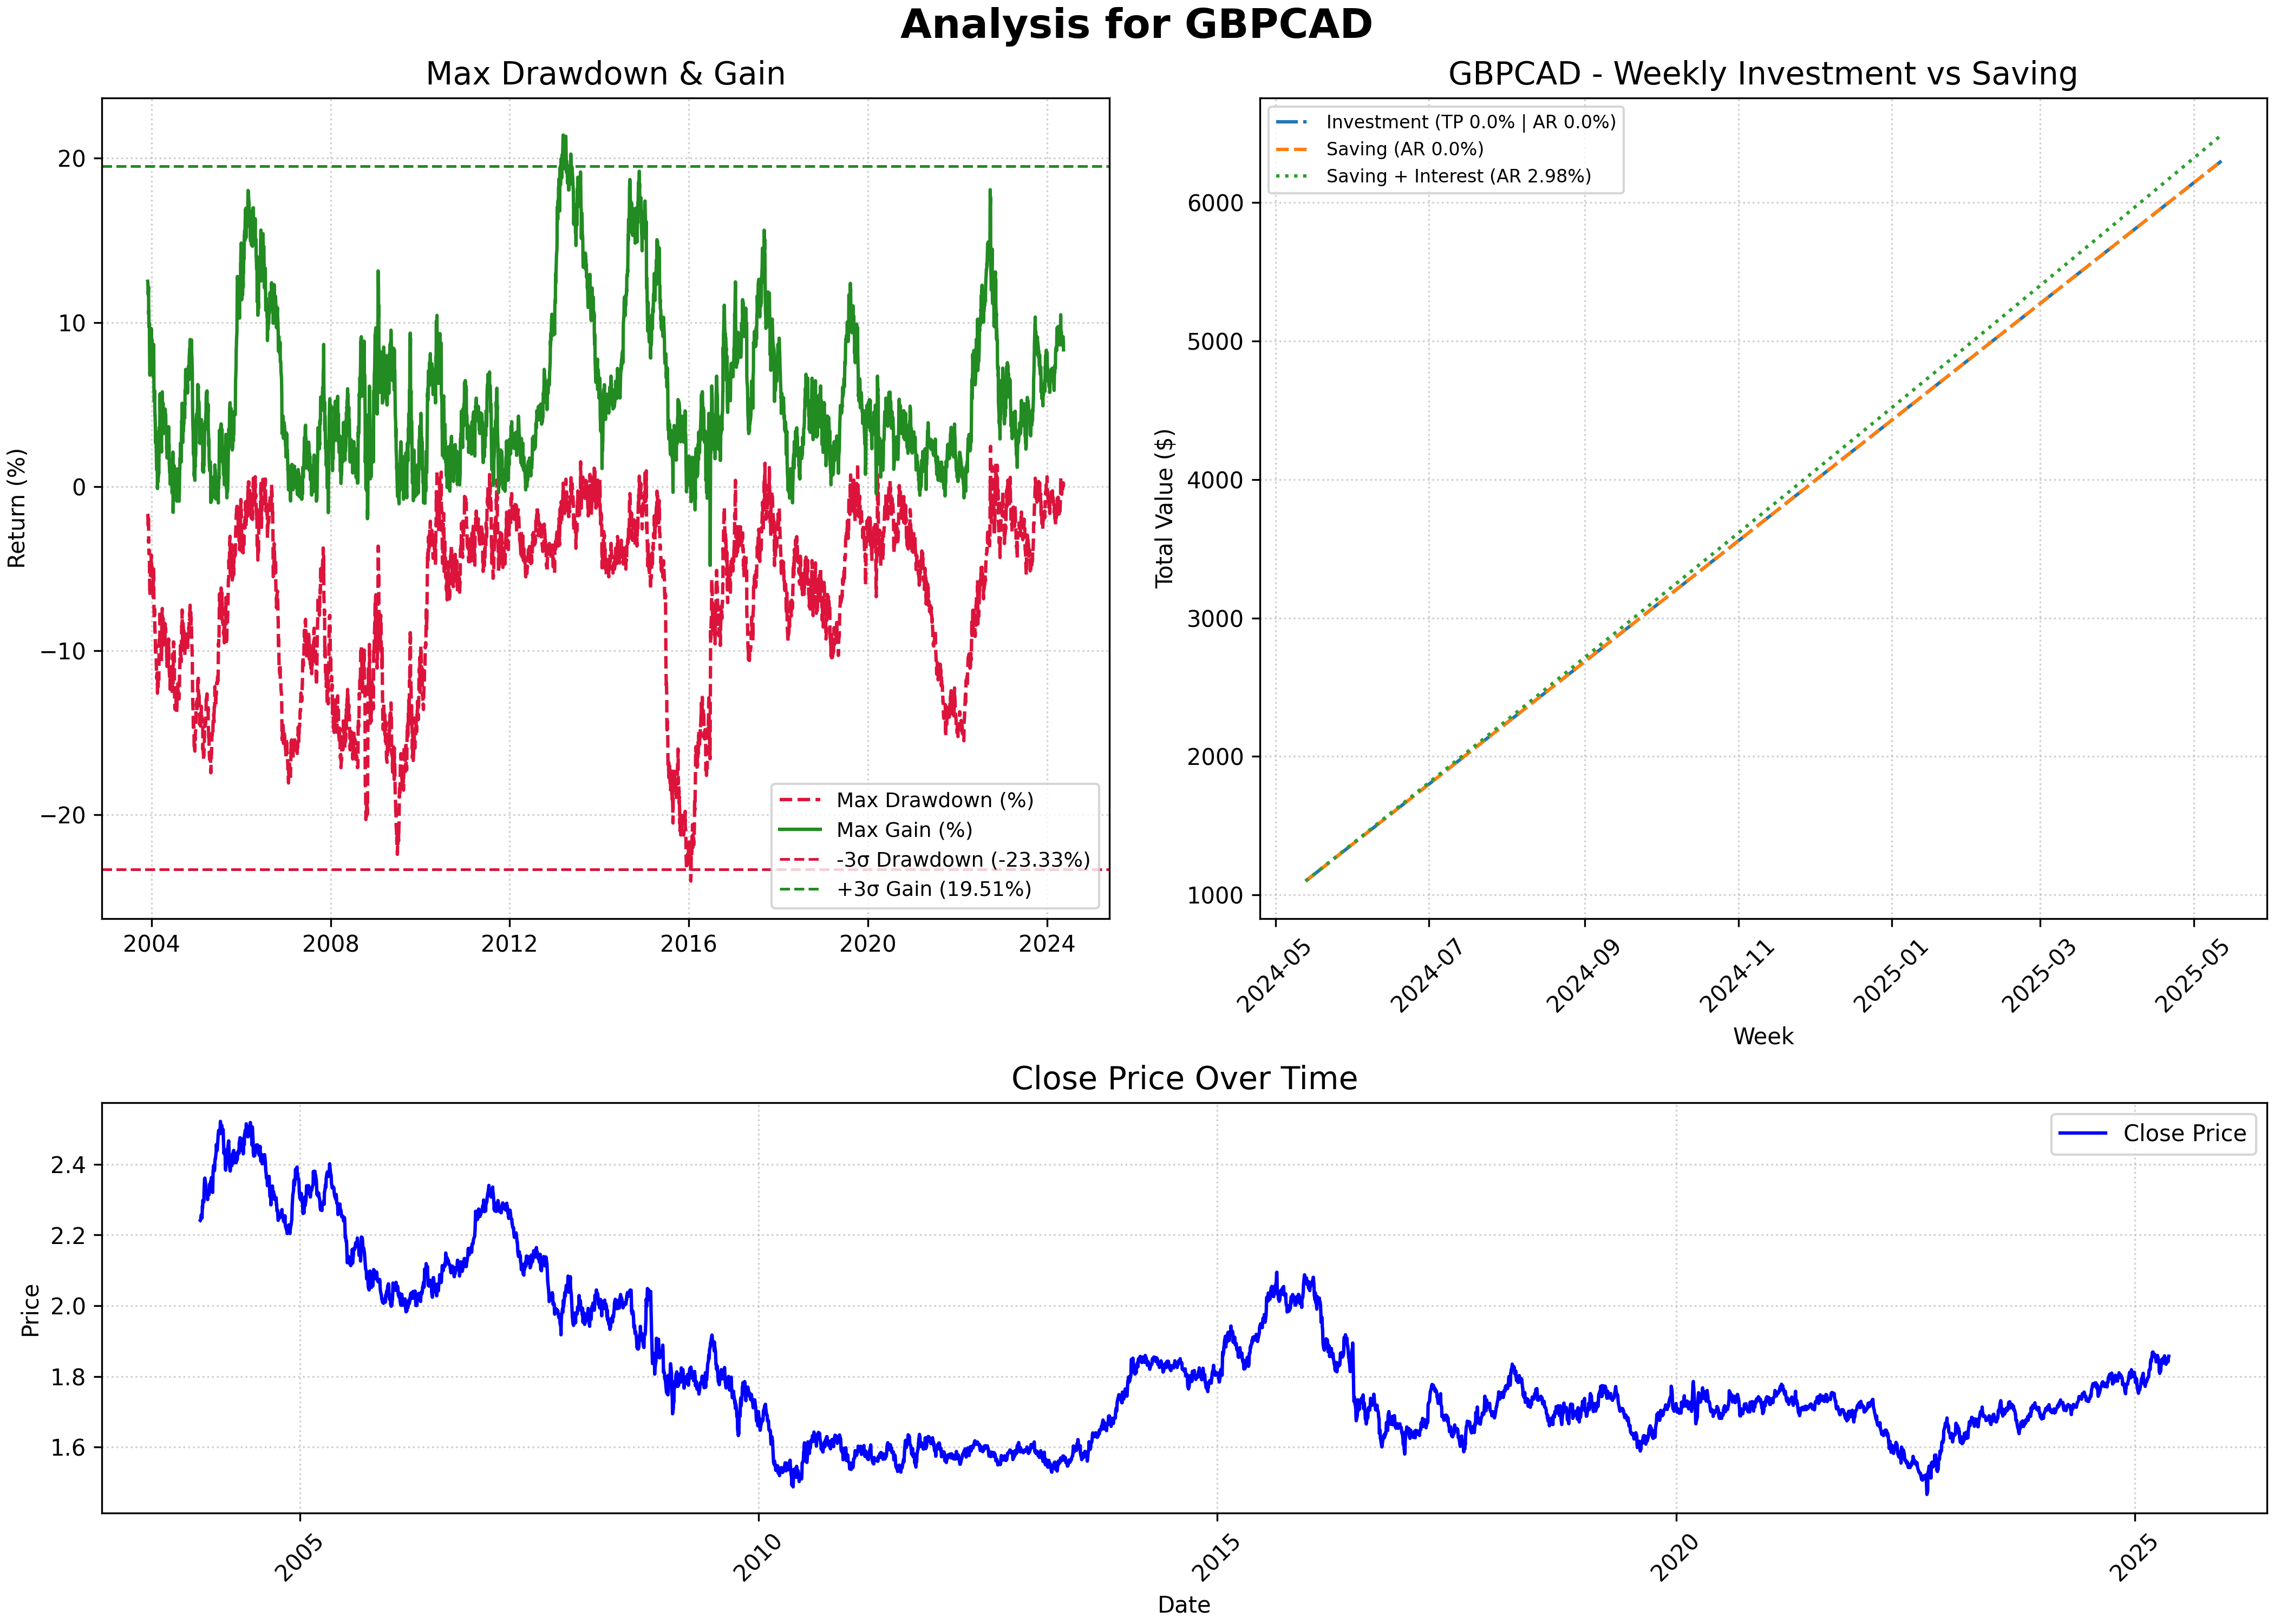 Analysis for GBPCAD
Max Drawdown & Gain
Return (%)
20
10
0
−10
−20
2004
2008
2012
2016
2020
2024
Max Drawdown (%)
Max Gain (%)
-3σ Drawdown (-23.33%)
+3σ Gain (19.51%)
GBPCAD - Weekly Investment vs Saving
Investment (TP 0.0% | AR 0.0%)
Saving (AR 0.0%)
Saving + Interest (AR 2.98%)
Total Value ($)
6000
5000
4000
3000
2000
1000
2024-05
2024-07
2024-09
2024-11
2025-01
2025-03
2025-05
Week
Close Price Over Time
Close Price
Price
2.4
2.2
2.0
1.8
1.6
2005
2010
2015
2020
2025
Date